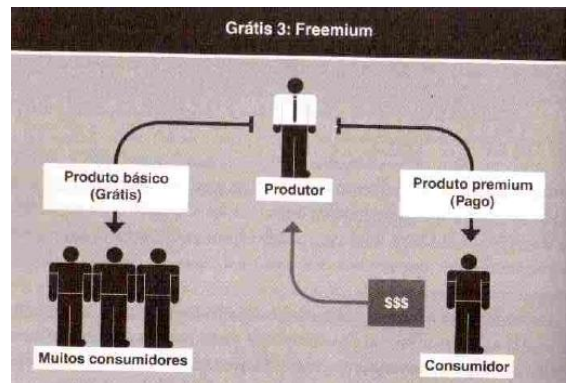 Grátis 3: Freemium
Produto básico
(Grátis)
Produtor
Produto premium
(Pago)
$$$
Muitos consumidores
Consumidor